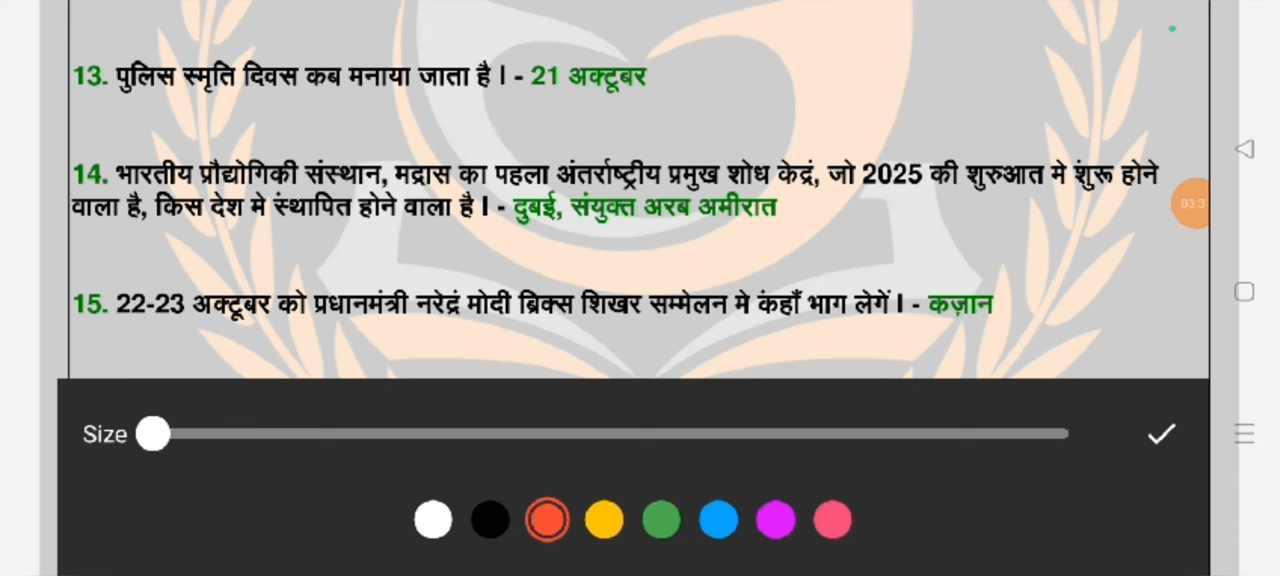 13. पुलिस स्मृति दिवस कब मनाया जाता है । - 21 अक्टूबर
14. भारतीय प्रौद्योगिकी संस्थान, मद्रास का पहला अंतर्राष्ट्रीय प्रमुख शोध केद्रं, जो 2025 की शुरुआत मे शुंरू होने
वाला है, किस देश मे स्थापित होने वाला है । - दुबई, संयुक्त अरब अमीरात
15. 22-23 अक्टूबर को प्रधानमंत्री नरेद्रं मोदी ब्रिक्स शिखर सम्मेलन मे कंहाँ भाग लेगें । - कज़ान
Size